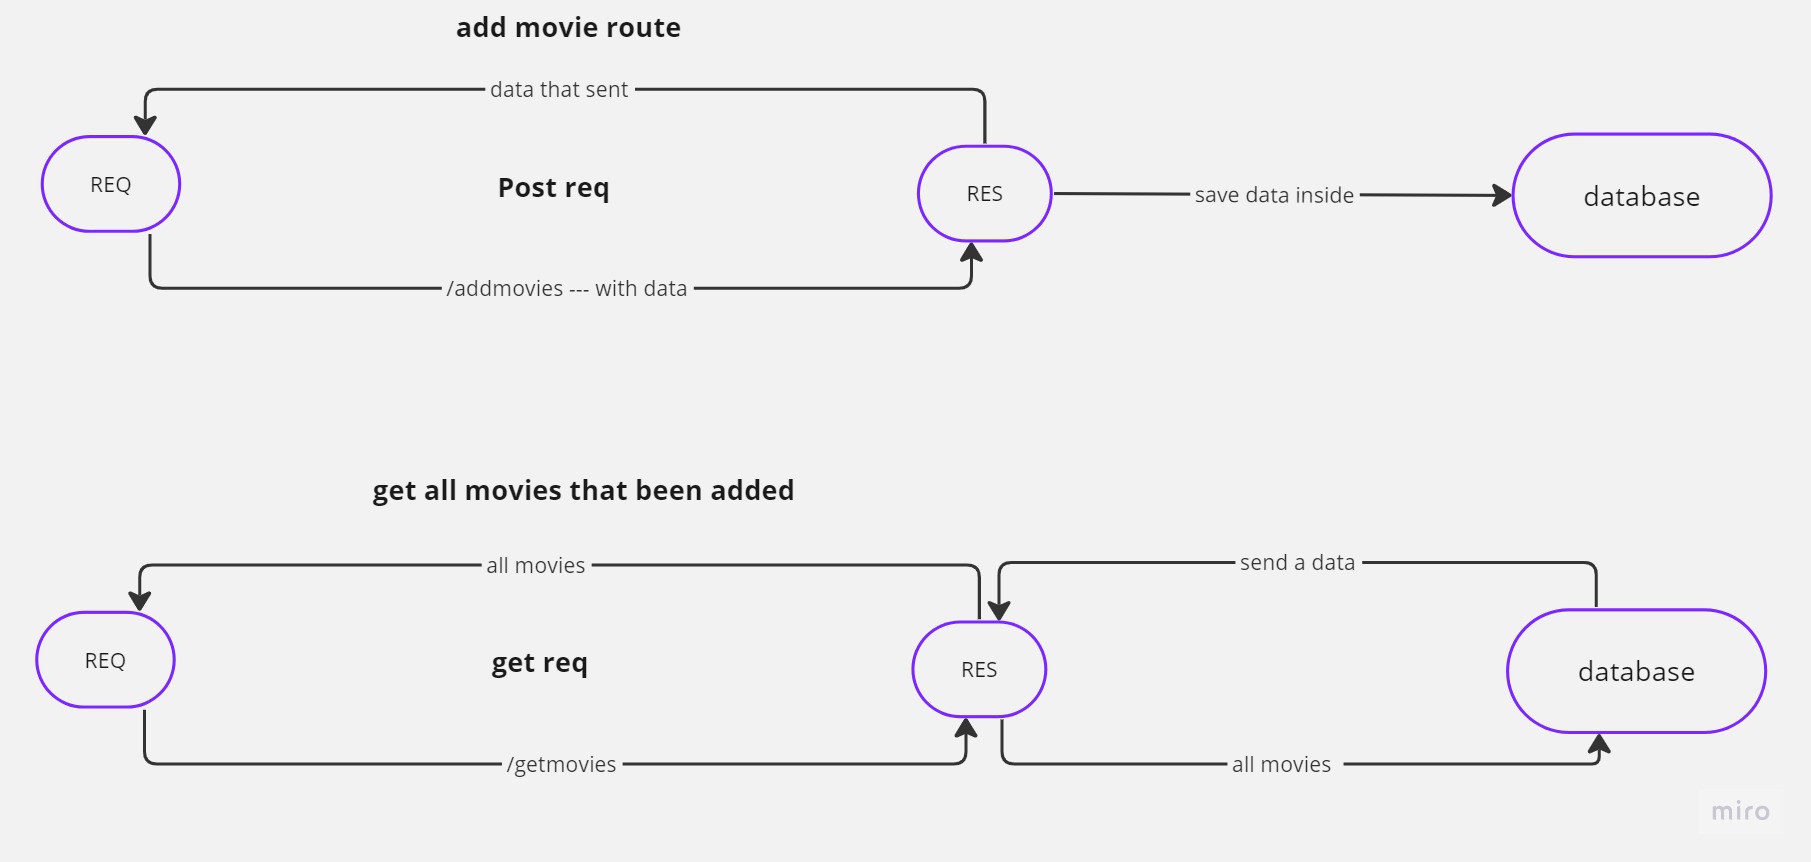 add movie route
data that sent
REQ
Post req
RES
save data inside
database
/addmovies --- with data
get all movies that been added
all movies
send a data
REQ
get req
RES
database
/getmovies
all movies
miro